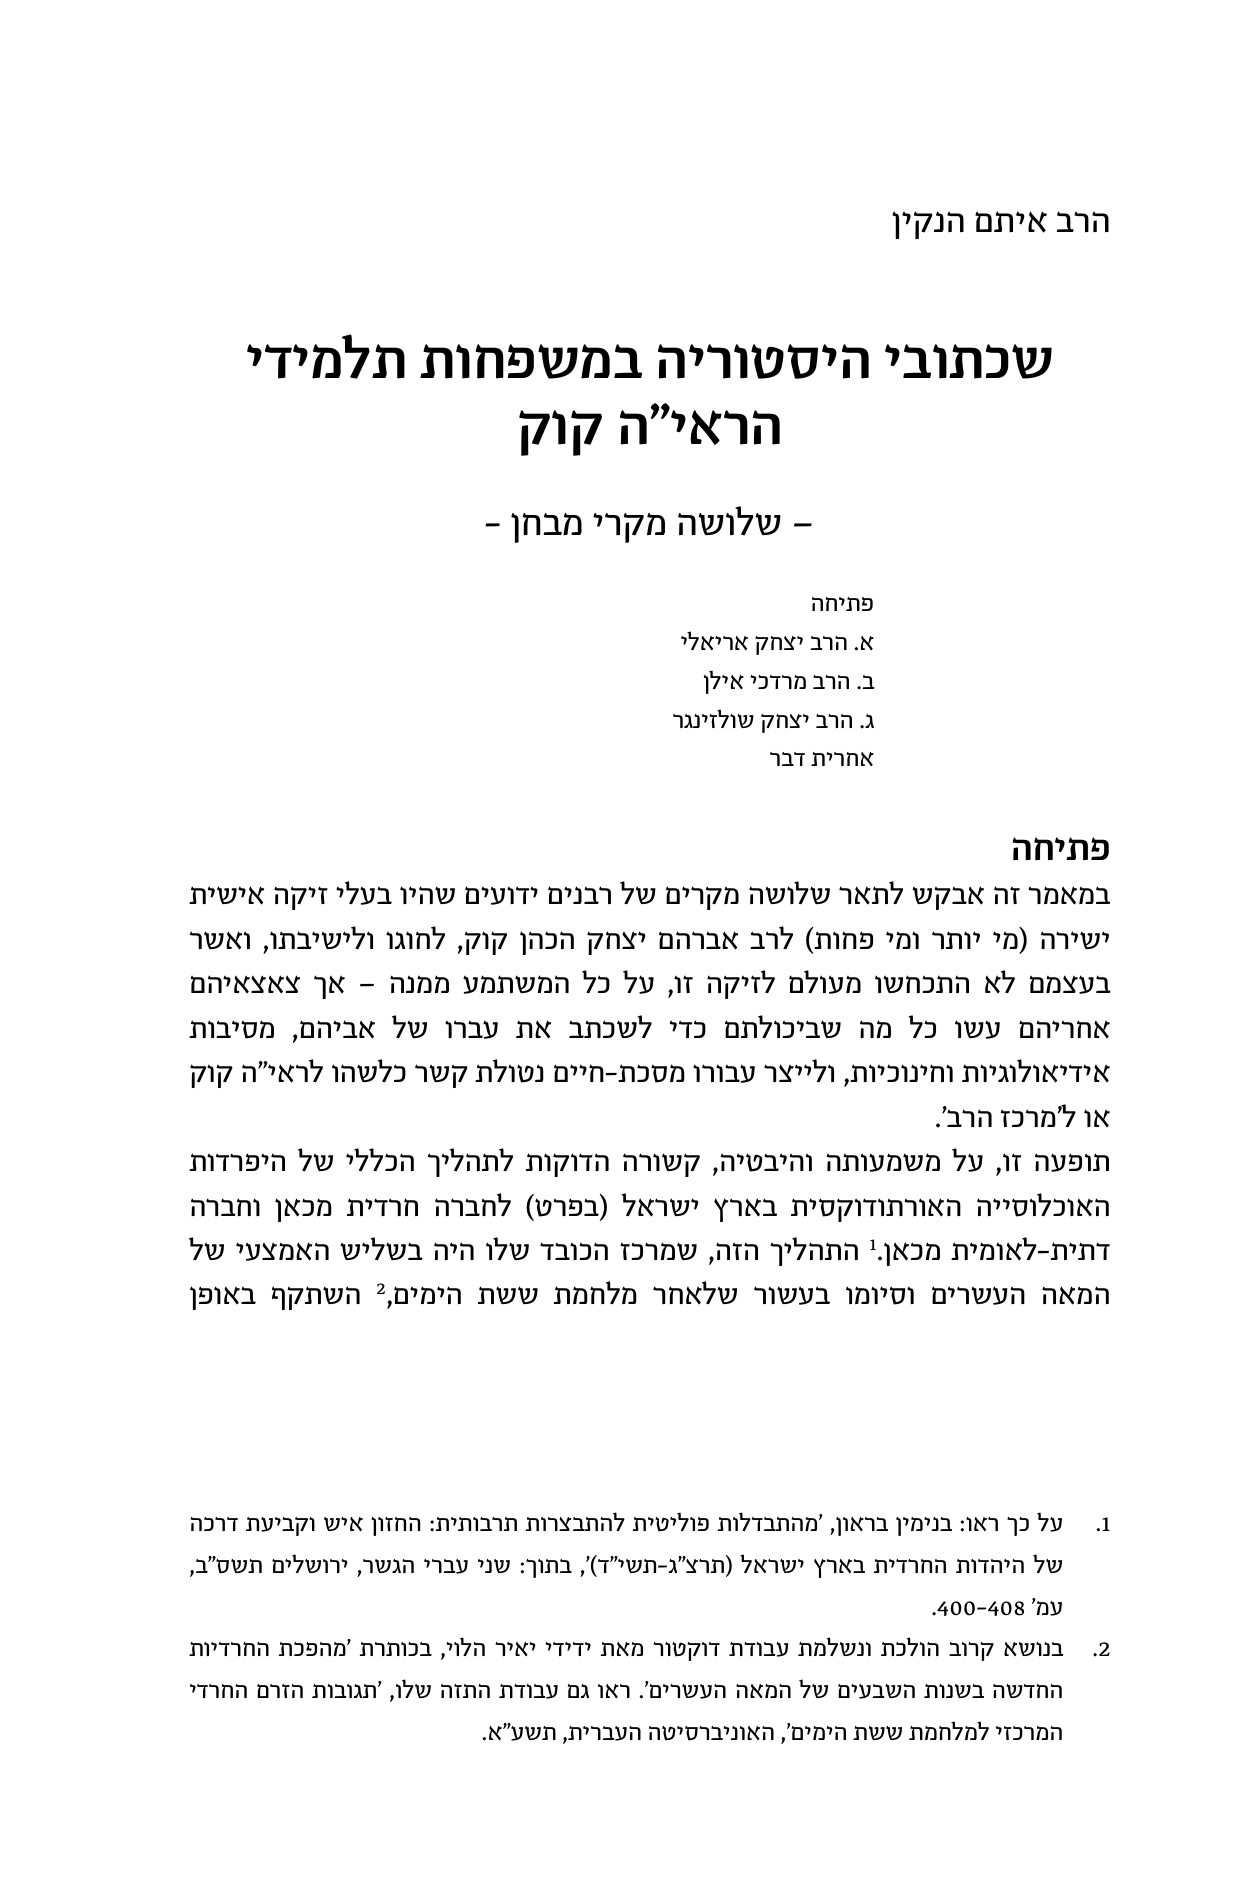 הרב איתם הנקין
שכתובי היסטוריה במשפחות תלמידי
הראי”ה קוק
– שלושה מקרי מבחן –
פתיחה
א. הרב יצחק אריאלי
ב. הרב מרדכי אילן
ג. הרב יצחק שולזינגר
אחרית דבר
פתיחה
במאמר זה אבקש לתאר שלושה מקרים של רבנים ידועים שהיו בעלי זיקה אישית
ישירה (מי יותר ומי פחות) לרב אברהם יצחק הכהן קוק, לחוגו ולישיבתו, ואשר
בעצמם לא התכחשו מעולם לזיקה זו, על כל המשתמע ממנה – אך צאצאיהם
אחריהם עשו כל מה שביכולתם כדי לשכתב את עברו של אביהם, מסיבות
אידיאולוגיות וחינוכיות, ולייצר עבורו מסכת-חיים נטולת קשר כלשהו לראי”ה קוק
או ל’מרכז הרב’.
תופעה זו, על משמעותה והיבטיה, קשורה הדוקות לתהליך הכללי של היפרדות
האוכלוסייה האורתודוקסית בארץ ישראל (בפרט) לחברה חרדית מכאן וחברה
דתית-לאומית מכאן.¹ התהליך הזה, שמרכז הכובד שלו היה בשליש האמצעי של
המאה העשרים וסיומו בעשור שלאחר מלחמת ששת הימים,² השתקף באופן
1. על כך ראו: בנימין בראון, ’מהתבדלות פוליטית להתבצרות תרבותית: החזון איש וקביעת דרכה
של היהדות החרדית בארץ ישראל (תרצ”ג-תשי”ד)’, בתוך: שני עברי הגשר, ירושלים תשס”ב,
עמ’ 400-408.
2. בנושא קרוב הולכת ונשלמת עבודת דוקטור מאת ידידי יאיר הלוי, בכותרת ’מהפכת החרדיות
החדשה בשנות השבעים של המאה העשרים’. ראו גם עבודת התזה שלו, ’תגובות הזרם החרדי
המרכזי למלחמת ששת הימים’, האוניברסיטה העברית, תשע”א.